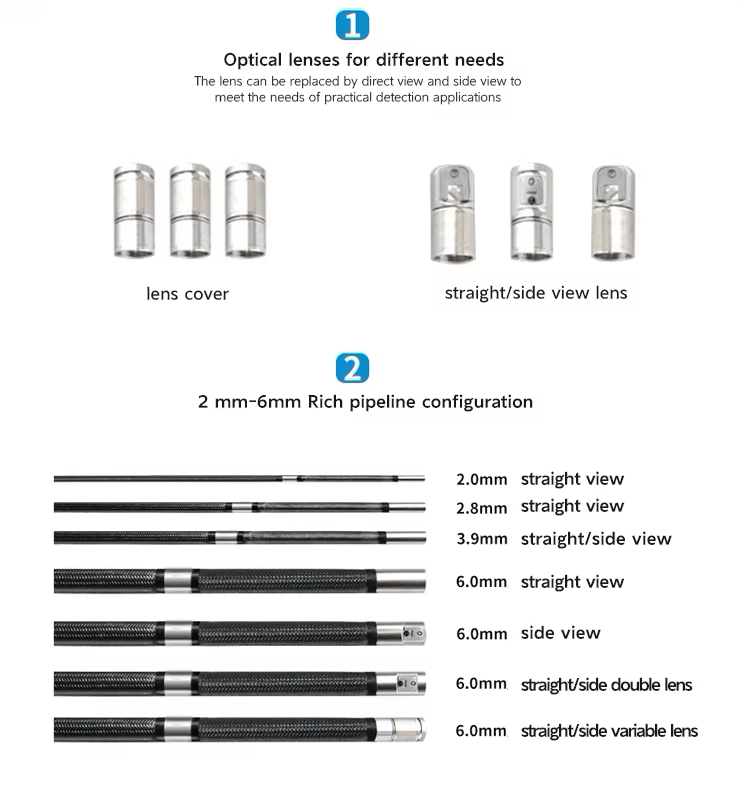 1
Optical lenses for different needs
The lens can be replaced by direct view and side view to
meet the needs of practical detection applications
lens cover
straight/side view lens
2
2 mm-6mm Rich pipeline configuration
2.0mm straight view
2.8mm straight view
3.9mm straight/side view
6.0mm straight view
6.0mm side view
6.0mm straight/side double lens
6.0mm straight/side variable lens